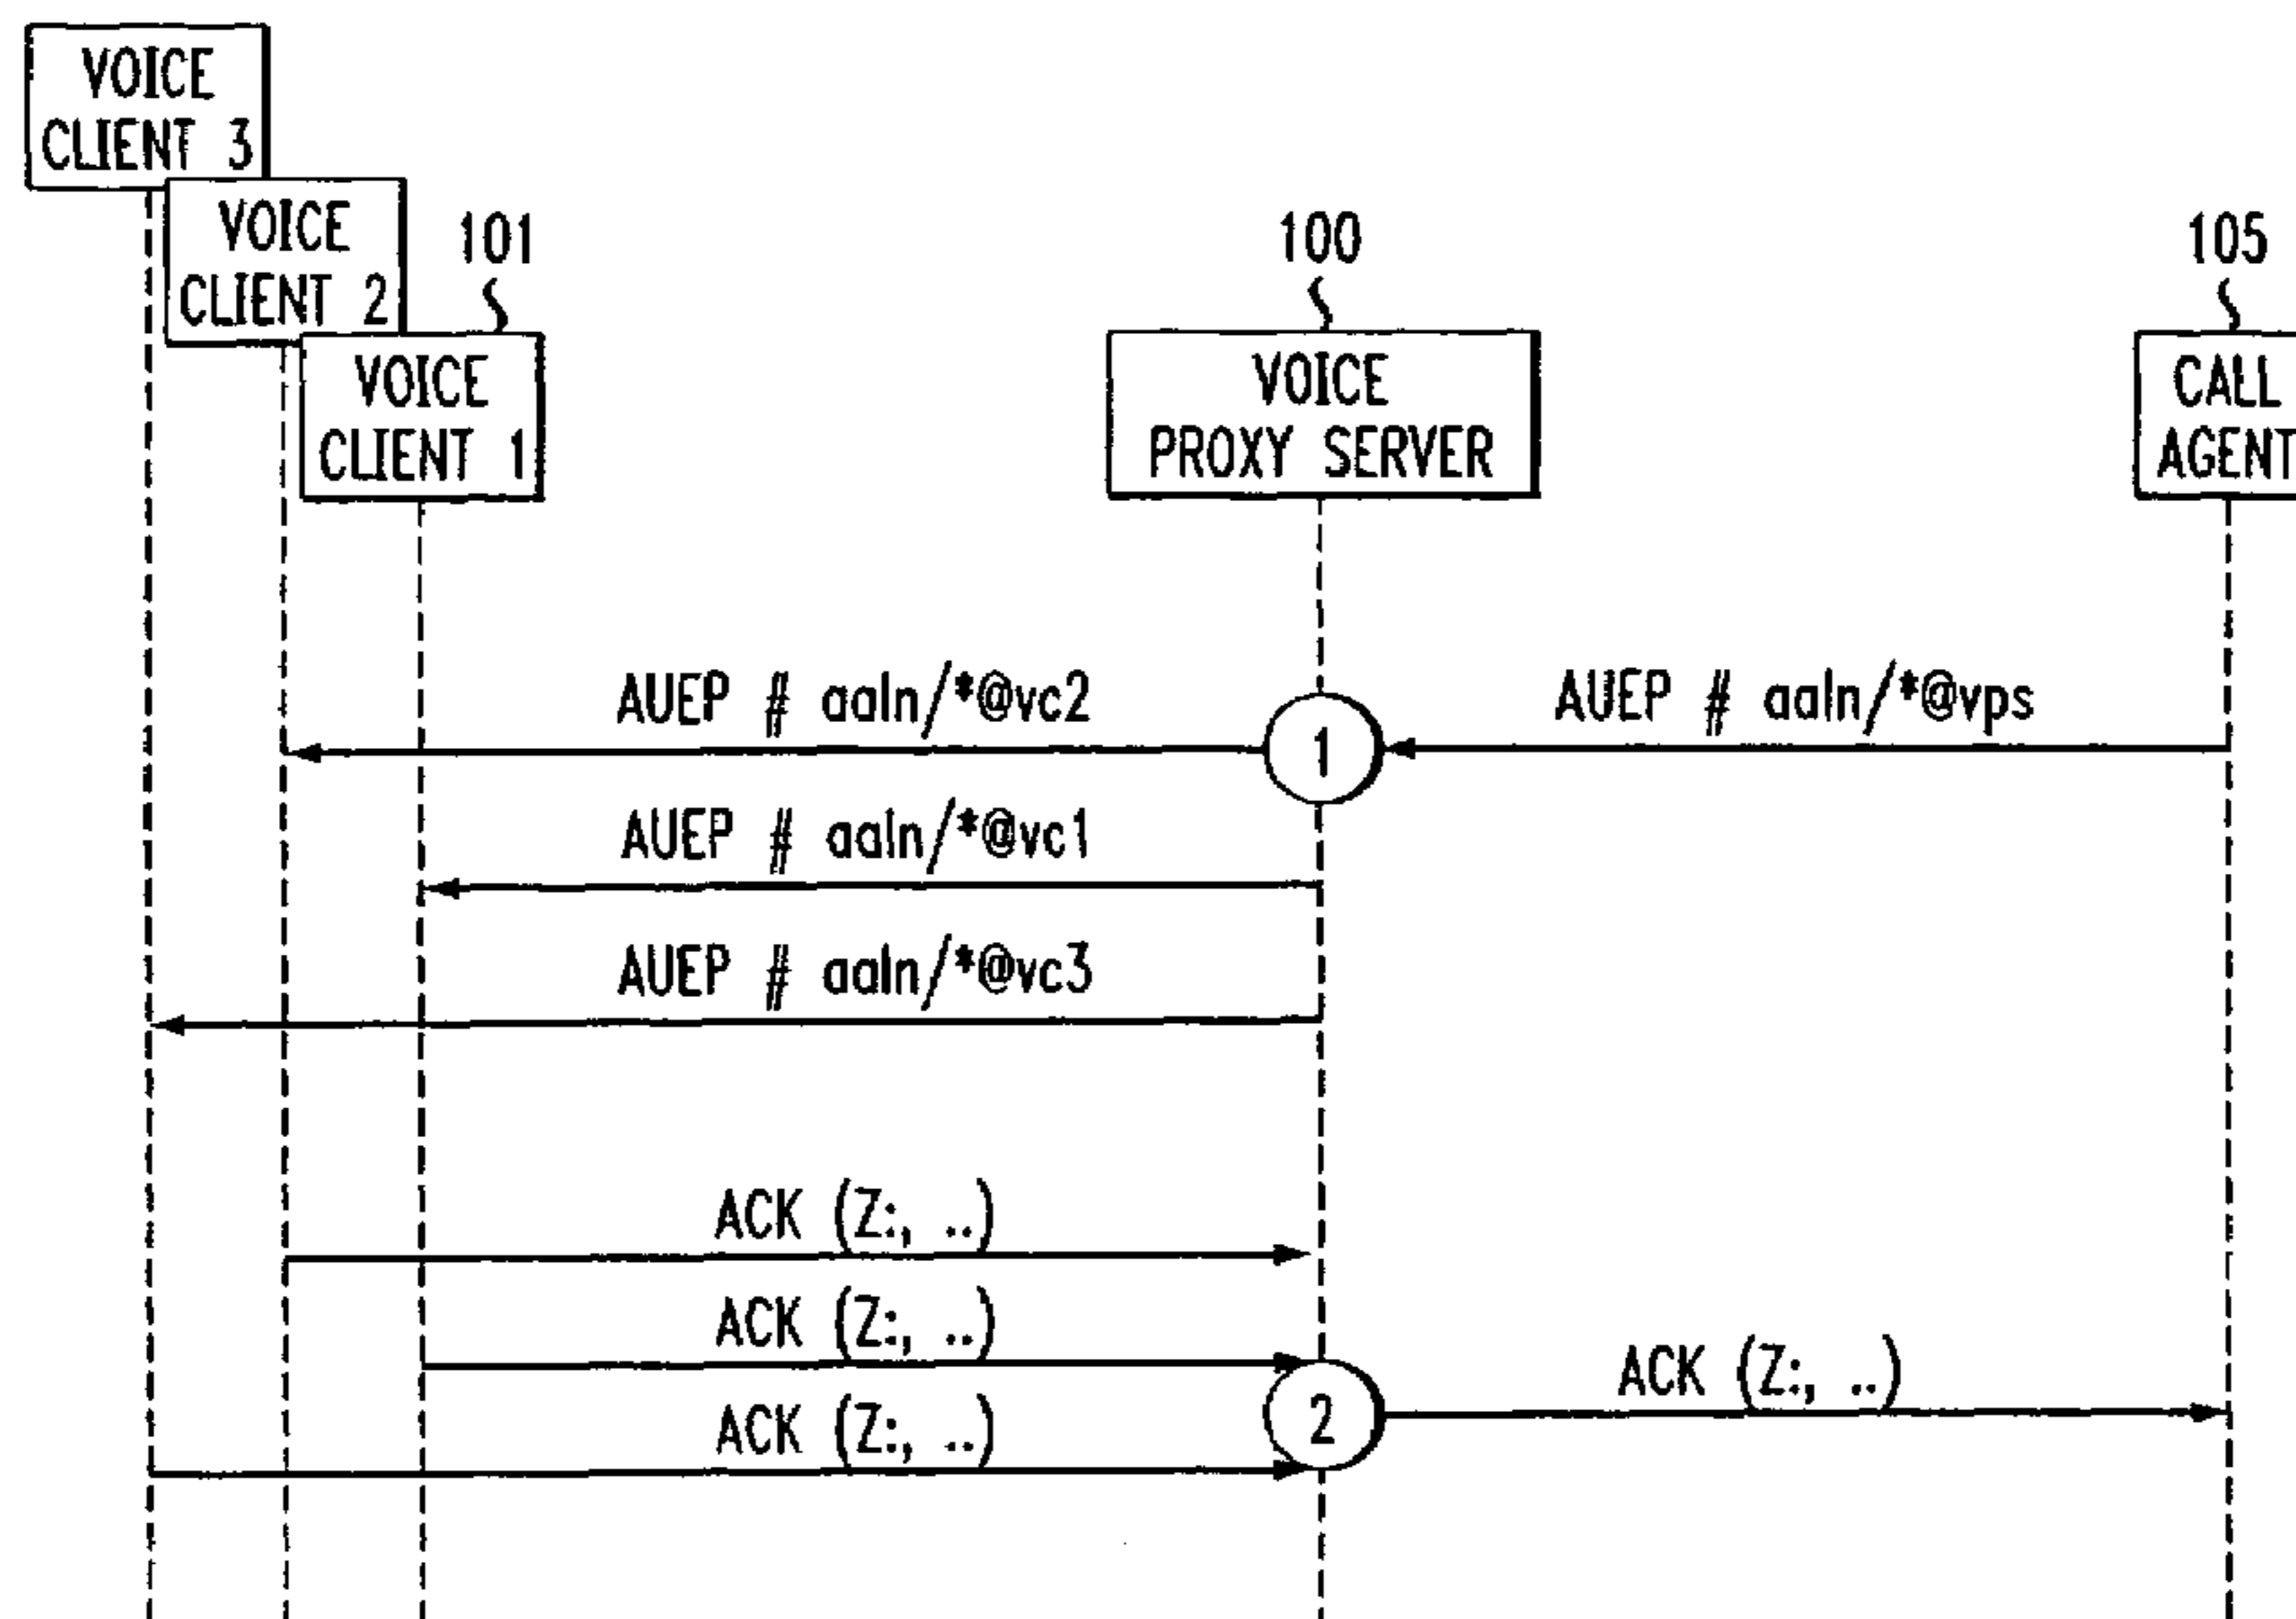 VOICE
CLIENT 3
VOICE
CLIENT 2
101
VOICE
CLIENT 1
100
VOICE
PROXY SERVER
105
CALL
AGENT
AUEP # aaln/*@vc2
1
AUEP # aaln/*@vps
AUEP # aaln/*@vc1
AUEP # aaln/*@vc3
ACK (Z:, ..)
ACK (Z:, ..)
2
ACK (Z:, ..)
ACK (Z:, ..)